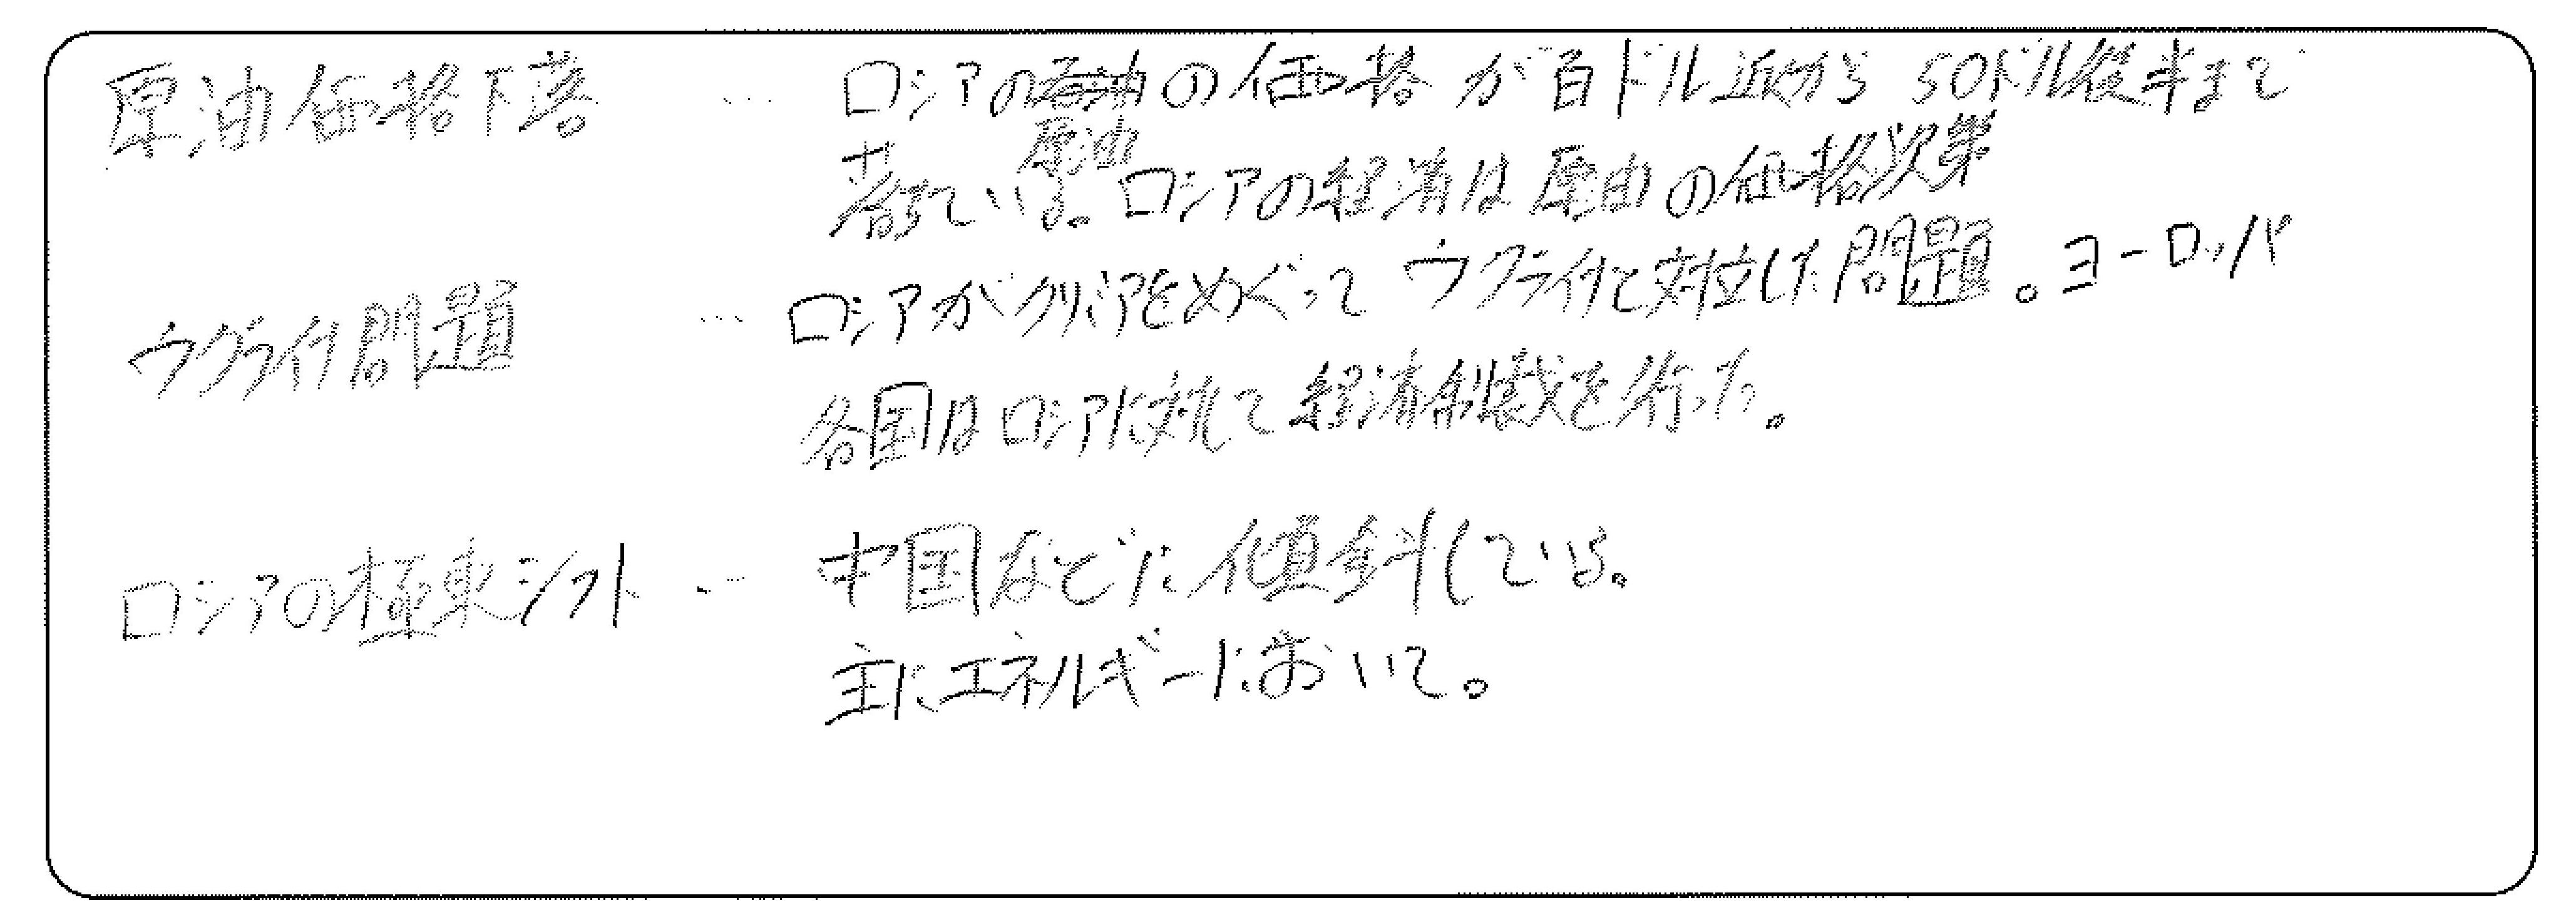 原油価格下落 … ロシアの原油の価格が百ドル近から50ドル後半まで
落ちている。ロシアの経済は原油の価格次第
ウクライナ問題 … ロシアがクリミアをめぐってウクライナと対立した問題。ヨーロッパ
各国はロシアに対して経済制裁を行った。
ロシアの極東シフト … 中国などに傾斜している。
主にエネルギーにおいて。